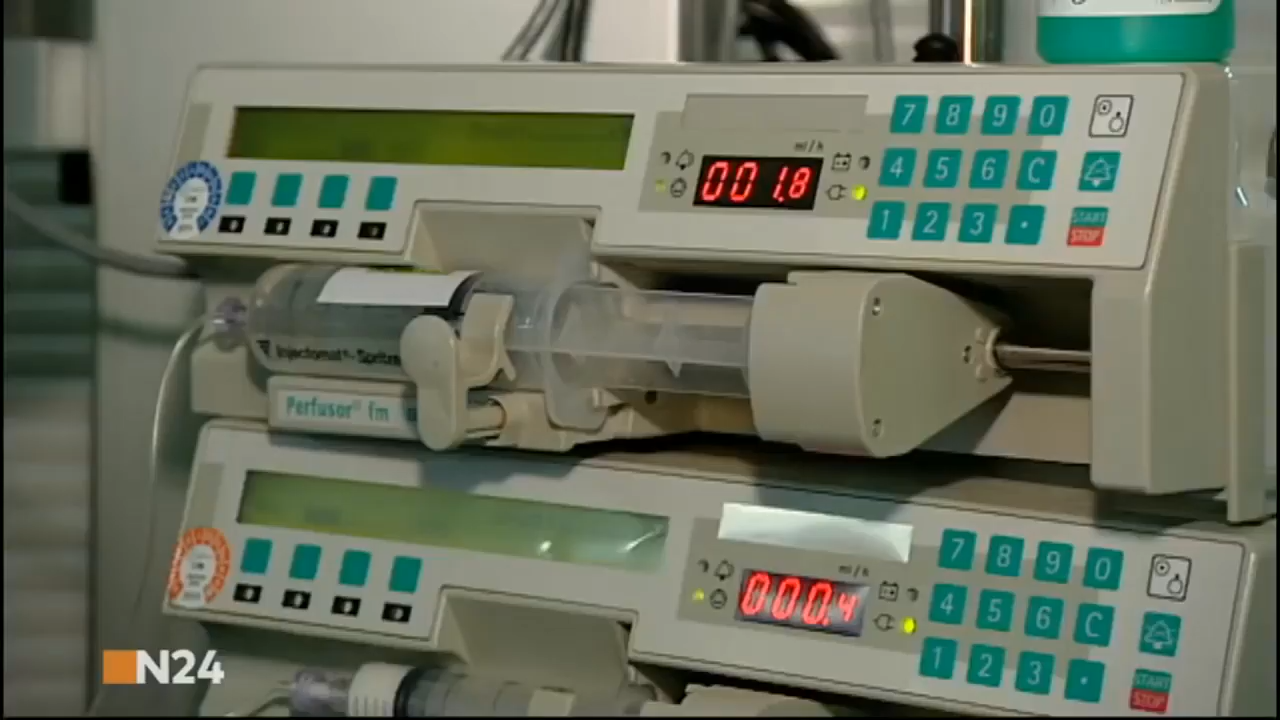 ml/h
001.8
7 8 9 0
4 5 6 C
1 2 3 .
START
STOP
Injectomat®-Spritze
Perfusor® fm
ml/h
000.4
7 8 9 0
4 5 6 C
1 2 3 .
START
STOP
N24